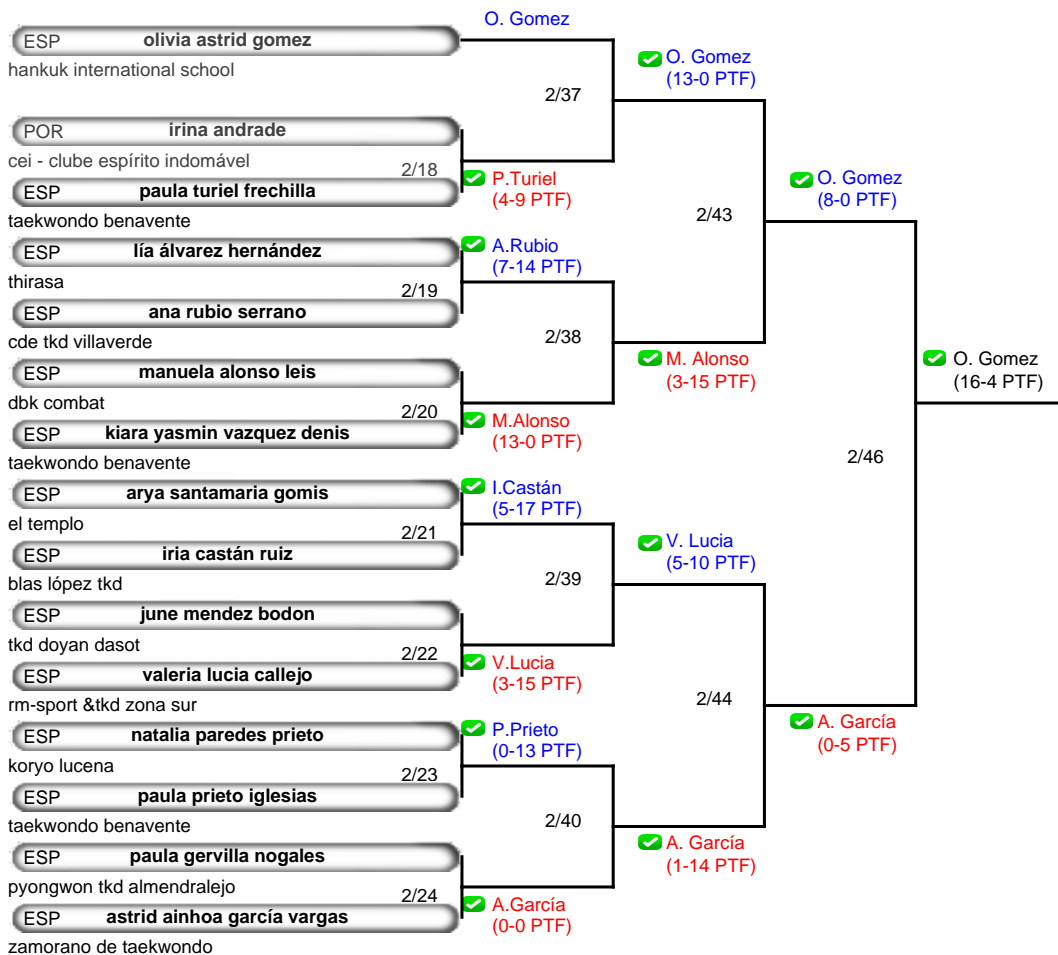 O. Gomez
ESP olivia astrid gomez
hankuk international school
O. Gomez
(13-0 PTF)
2/37
POR irina andrade
cei - clube espírito indomável
2/18
P.Turiel
(4-9 PTF)
ESP paula turiel frechilla
taekwondo benavente
O. Gomez
(8-0 PTF)
2/43
ESP lía álvarez hernández
A.Rubio
(7-14 PTF)
thirasa
2/19
ESP ana rubio serrano
cde tkd villaverde
2/38
M. Alonso
(3-15 PTF)
O. Gomez
(16-4 PTF)
ESP manuela alonso leis
dbk combat
2/20
M.Alonso
(13-0 PTF)
ESP kiara yasmin vazquez denis
taekwondo benavente
2/46
ESP arya santamaria gomis
I.Castán
(5-17 PTF)
el templo
2/21
ESP iria castán ruiz
blas lópez tkd
V. Lucia
(5-10 PTF)
2/39
ESP june mendez bodon
tkd doyan dasot
2/22
V.Lucia
(3-15 PTF)
ESP valeria lucia callejo
rm-sport &tkd zona sur
2/44
A. García
(0-5 PTF)
ESP natalia paredes prieto
P.Prieto
(0-13 PTF)
koryo lucena
2/23
ESP paula prieto iglesias
taekwondo benavente
2/40
A. García
(1-14 PTF)
ESP paula gervilla nogales
pyongwon tkd almendralejo
2/24
A.García
(0-0 PTF)
ESP astrid ainhoa garcía vargas
zamorano de taekwondo